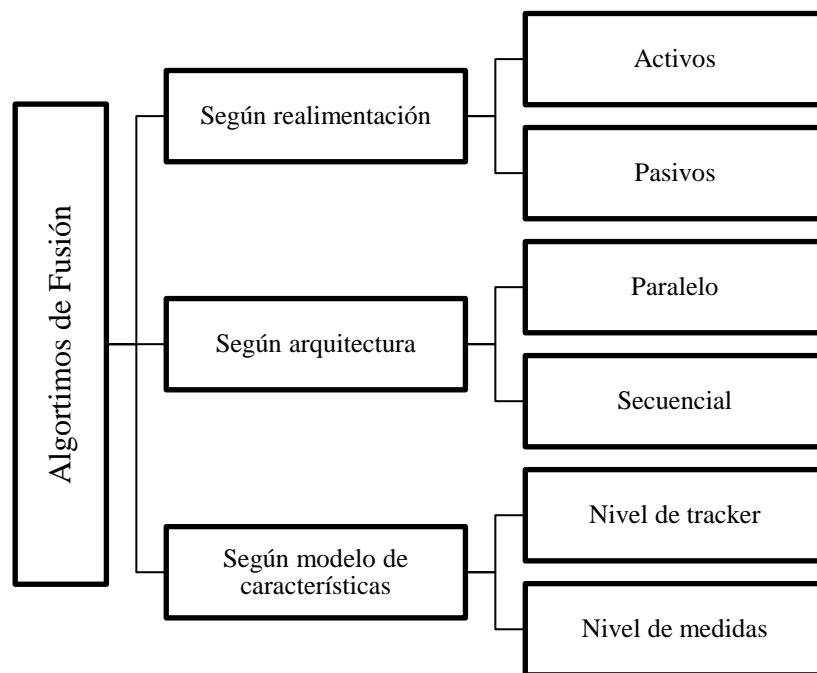 Algortimos de Fusión
Según realimentación
Activos
Pasivos
Según arquitectura
Paralelo
Secuencial
Según modelo de
características
Nivel de tracker
Nivel de medidas